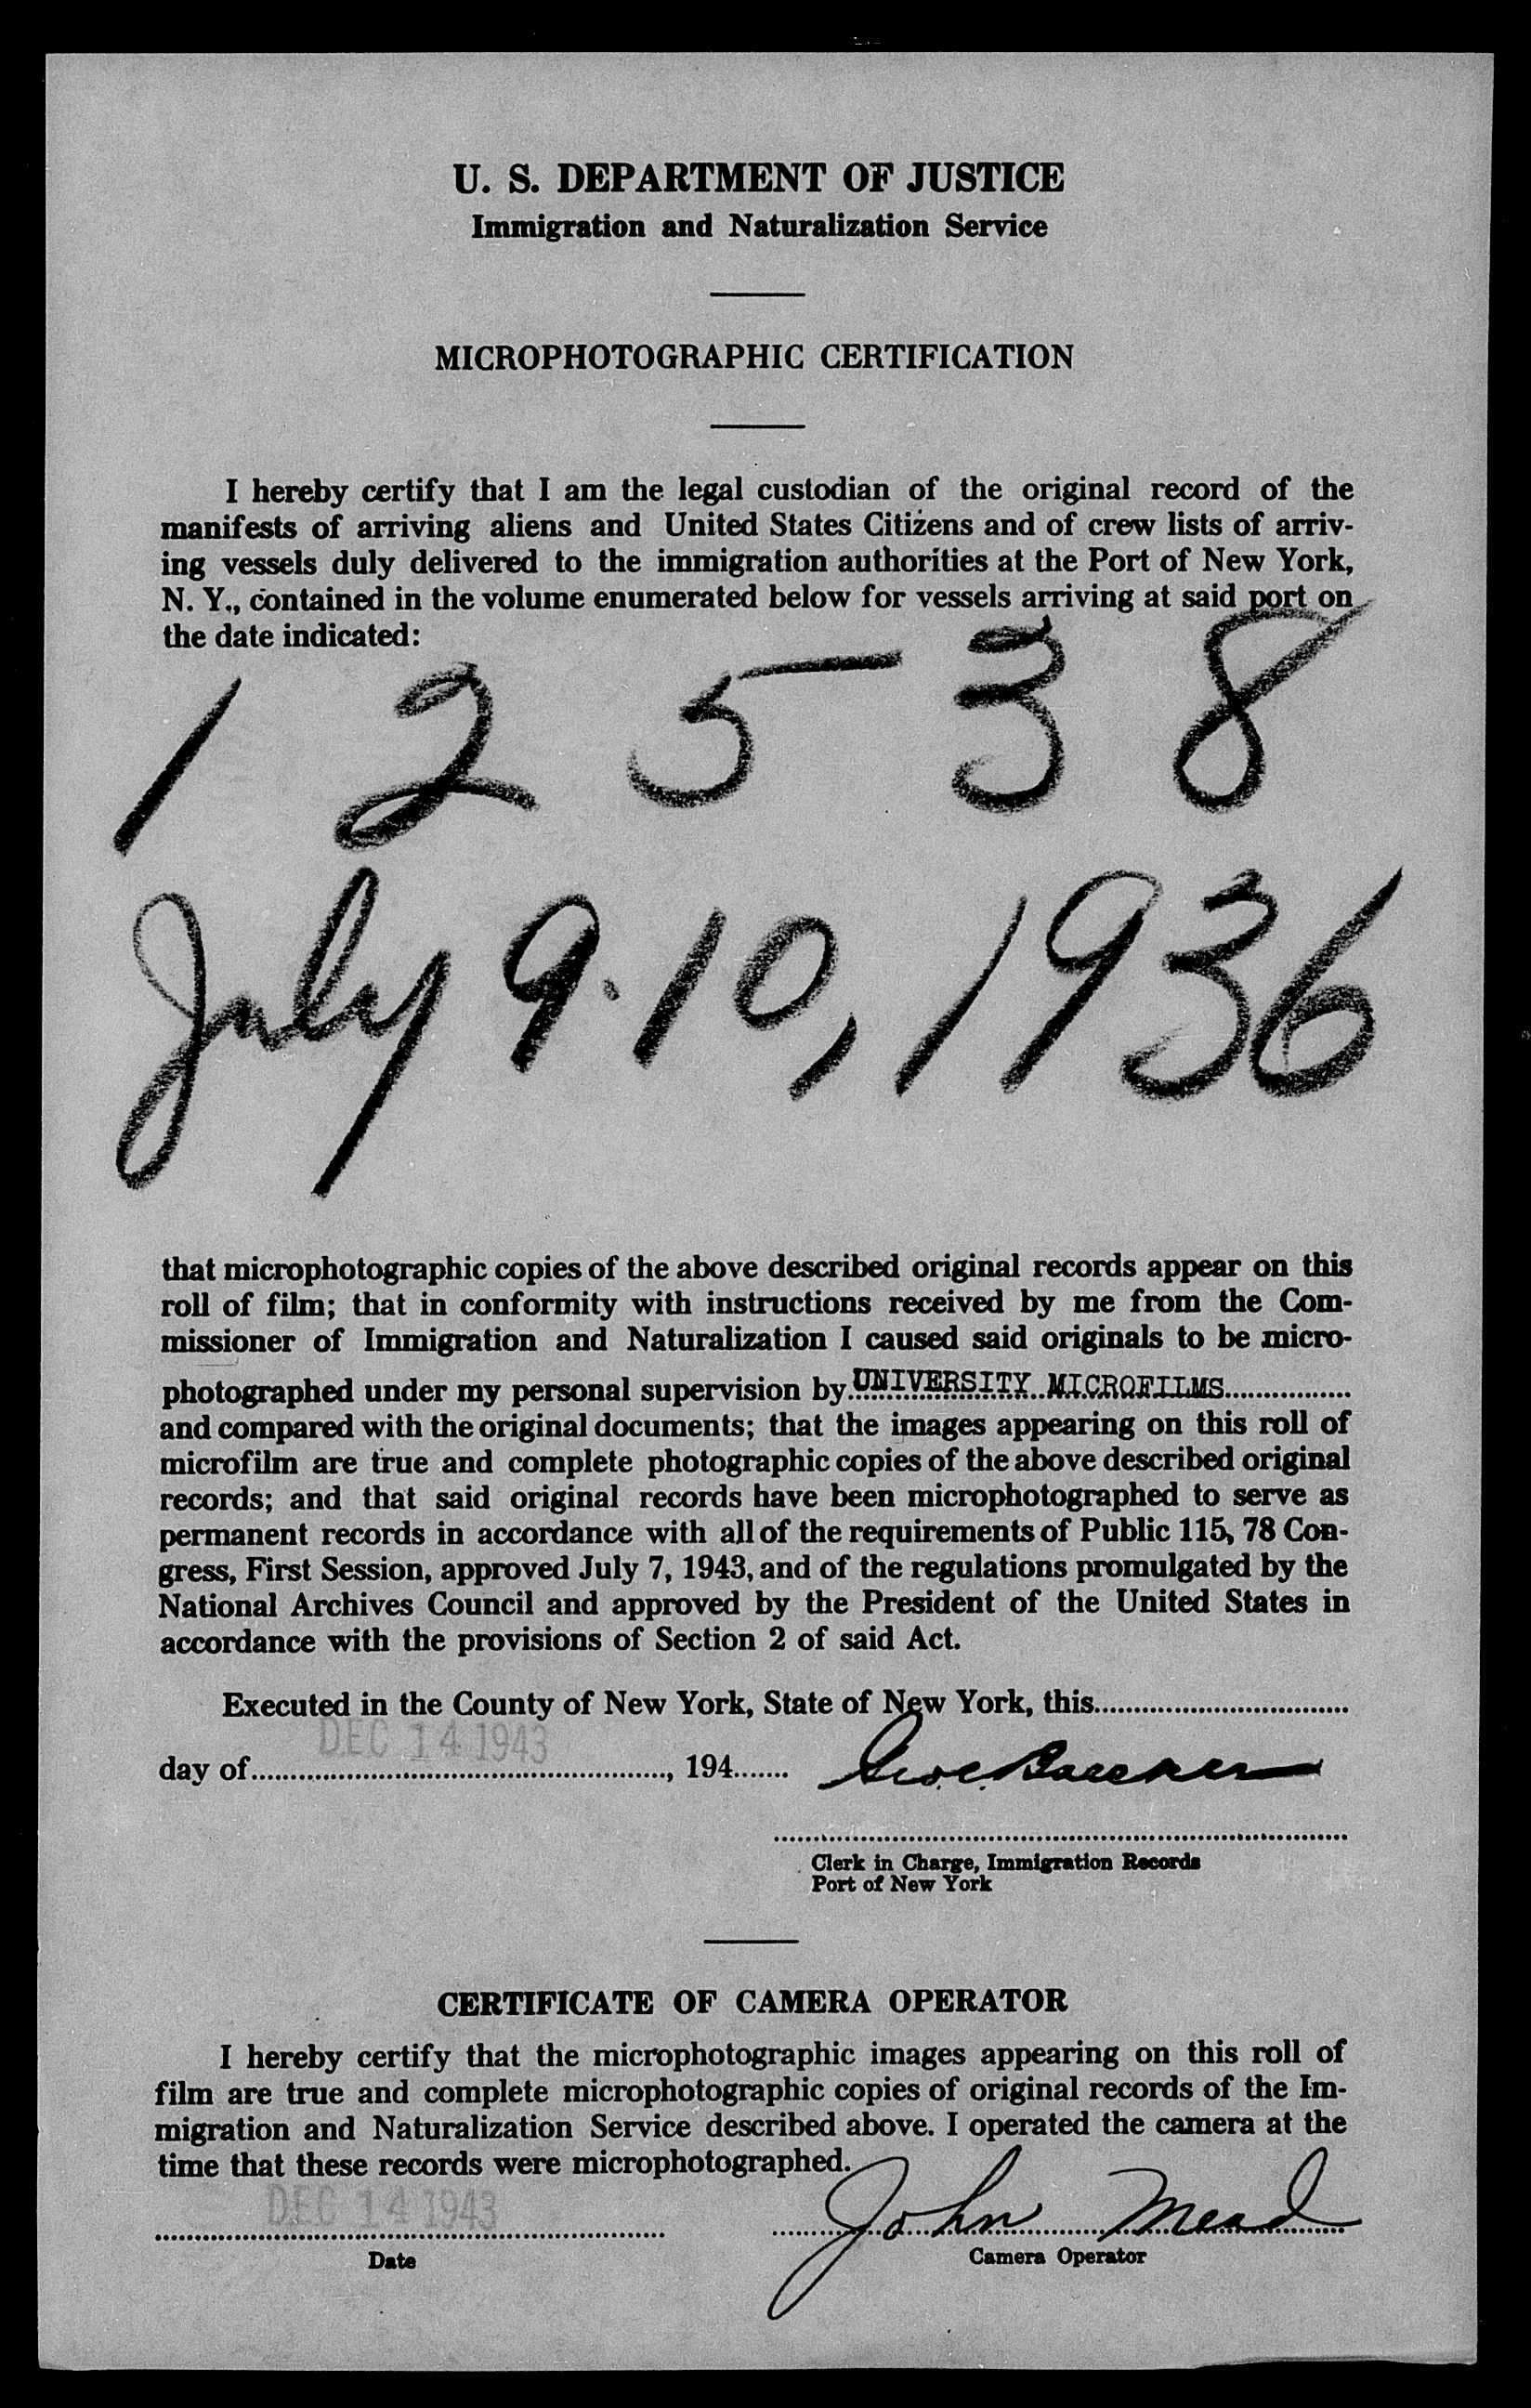 U. S. DEPARTMENT OF JUSTICE
Immigration and Naturalization Service
MICROPHOTOGRAPHIC CERTIFICATION
I hereby certify that I am the legal custodian of the original record of the
manifests of arriving aliens and United States Citizens and of crew lists of arriv-
ing vessels duly delivered to the immigration authorities at the Port of New York,
N. Y., contained in the volume enumerated below for vessels arriving at said port on
the date indicated:
1 2 5 3 8
July 9-10, 1936
that microphotographic copies of the above described original records appear on this
roll of film; that in conformity with instructions received by me from the Com-
missioner of Immigration and Naturalization I caused said originals to be micro-
photographed under my personal supervision by UNIVERSITY MICROFILMS
and compared with the original documents; that the images appearing on this roll of
microfilm are true and complete photographic copies of the above described original
records; and that said original records have been microphotographed to serve as
permanent records in accordance with all of the requirements of Public 115, 78 Con-
gress, First Session, approved July 7, 1943, and of the regulations promulgated by the
National Archives Council and approved by the President of the United States in
accordance with the provisions of Section 2 of said Act.
Executed in the County of New York, State of New York, this
DEC 14 1943
day of , 194
Clerk in Charge, Immigration Records
Port of New York
CERTIFICATE OF CAMERA OPERATOR
I hereby certify that the microphotographic images appearing on this roll of
film are true and complete microphotographic copies of original records of the Im-
migration and Naturalization Service described above. I operated the camera at the
time that these records were microphotographed.
DEC 14 1943 John Mead
Date Camera Operator